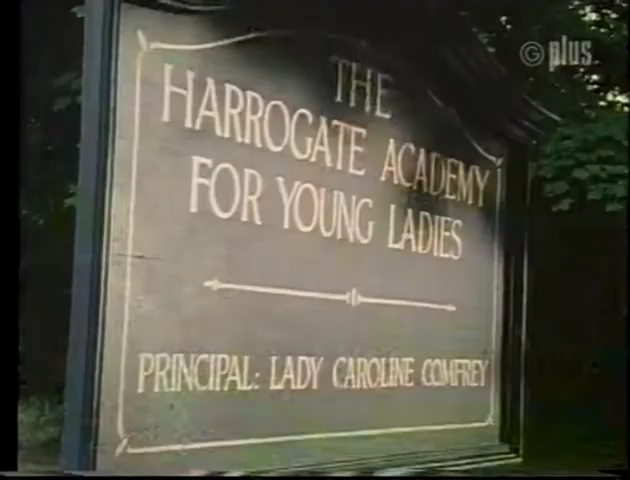 G plus
THE
HARROGATE ACADEMY
FOR YOUNG LADIES
PRINCIPAL: LADY CAROLINE COMFREY